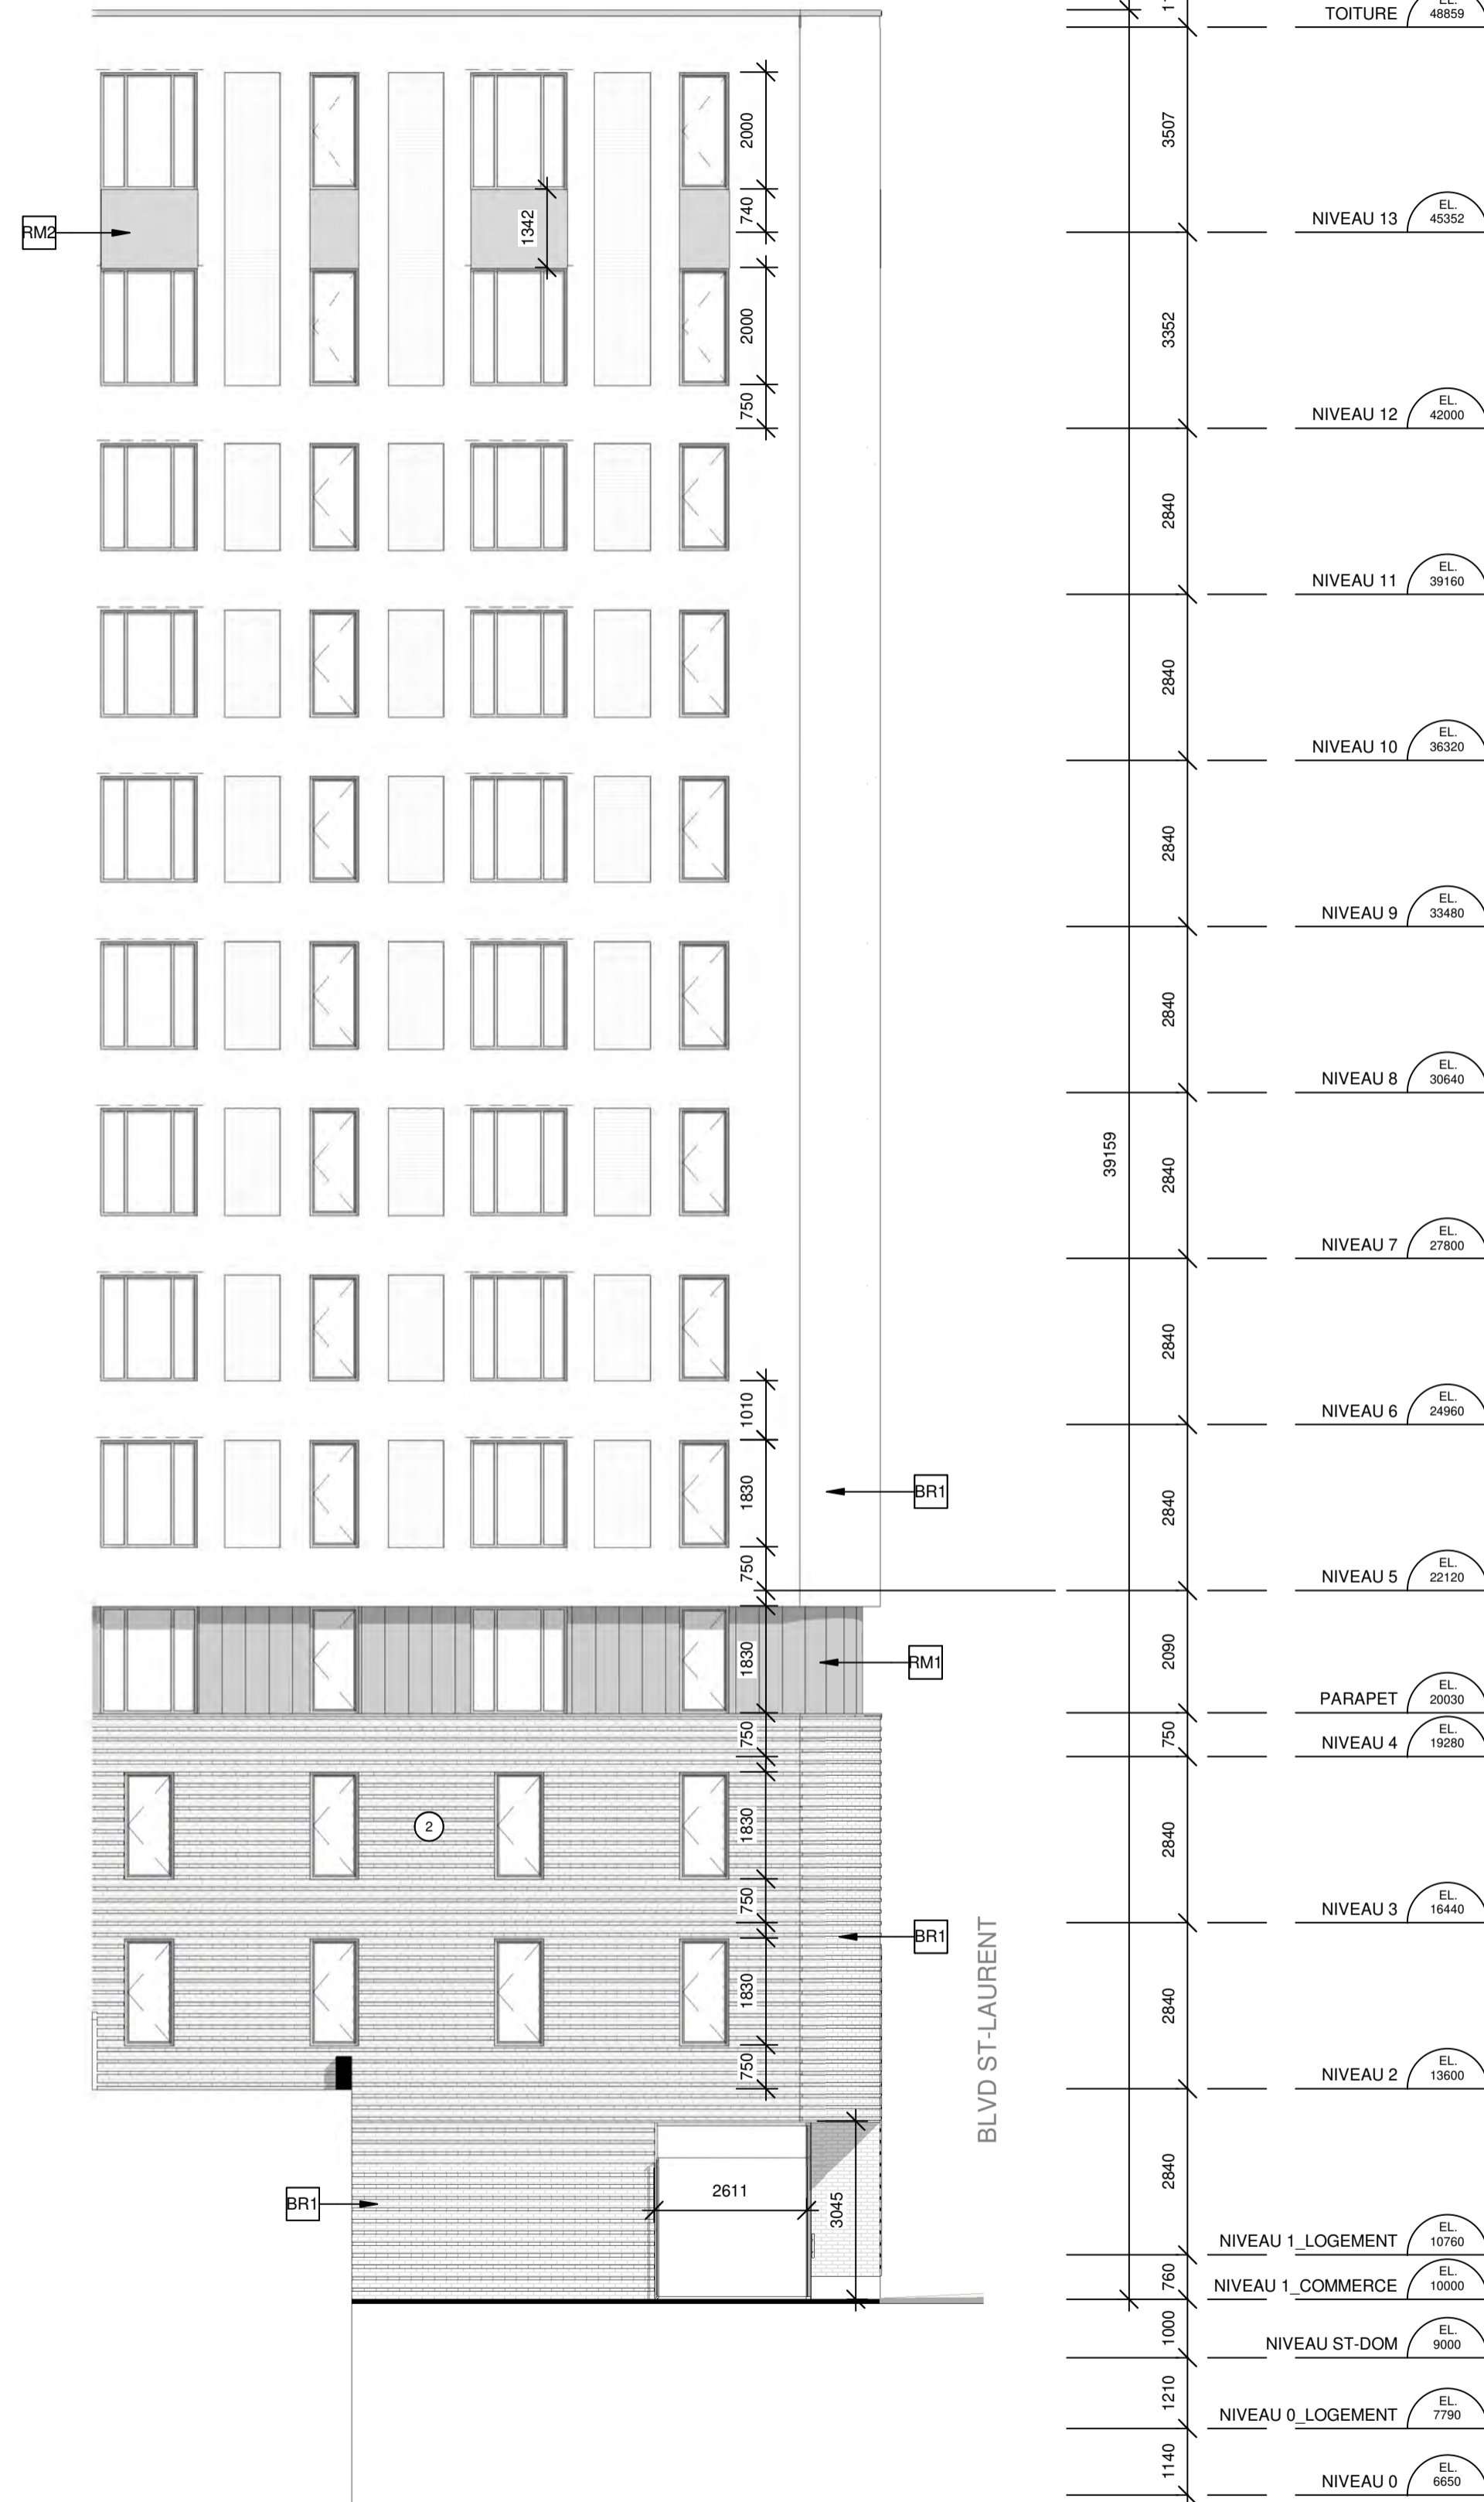 TOITURE EL. 48859
3507
2000
740
1342
RM2
NIVEAU 13 EL. 45352
2000
3352
750
NIVEAU 12 EL. 42000
2840
NIVEAU 11 EL. 39160
2840
NIVEAU 10 EL. 36320
2840
NIVEAU 9 EL. 33480
2840
NIVEAU 8 EL. 30640
39159
2840
NIVEAU 7 EL. 27800
2840
1010
NIVEAU 6 EL. 24960
1830
BR1
2840
750
NIVEAU 5 EL. 22120
1830
RM1
2090
PARAPET EL. 20030
750
750
NIVEAU 4 EL. 19280
2
1830
2840
750
NIVEAU 3 EL. 16440
BR1
1830
BLVD ST-LAURENT
2840
750
NIVEAU 2 EL. 13600
2840
BR1
2611
3045
NIVEAU 1_LOGEMENT EL. 10760
760
NIVEAU 1_COMMERCE EL. 10000
1000
NIVEAU ST-DOM EL. 9000
1210
NIVEAU 0_LOGEMENT EL. 7790
1140
NIVEAU 0 EL. 6650